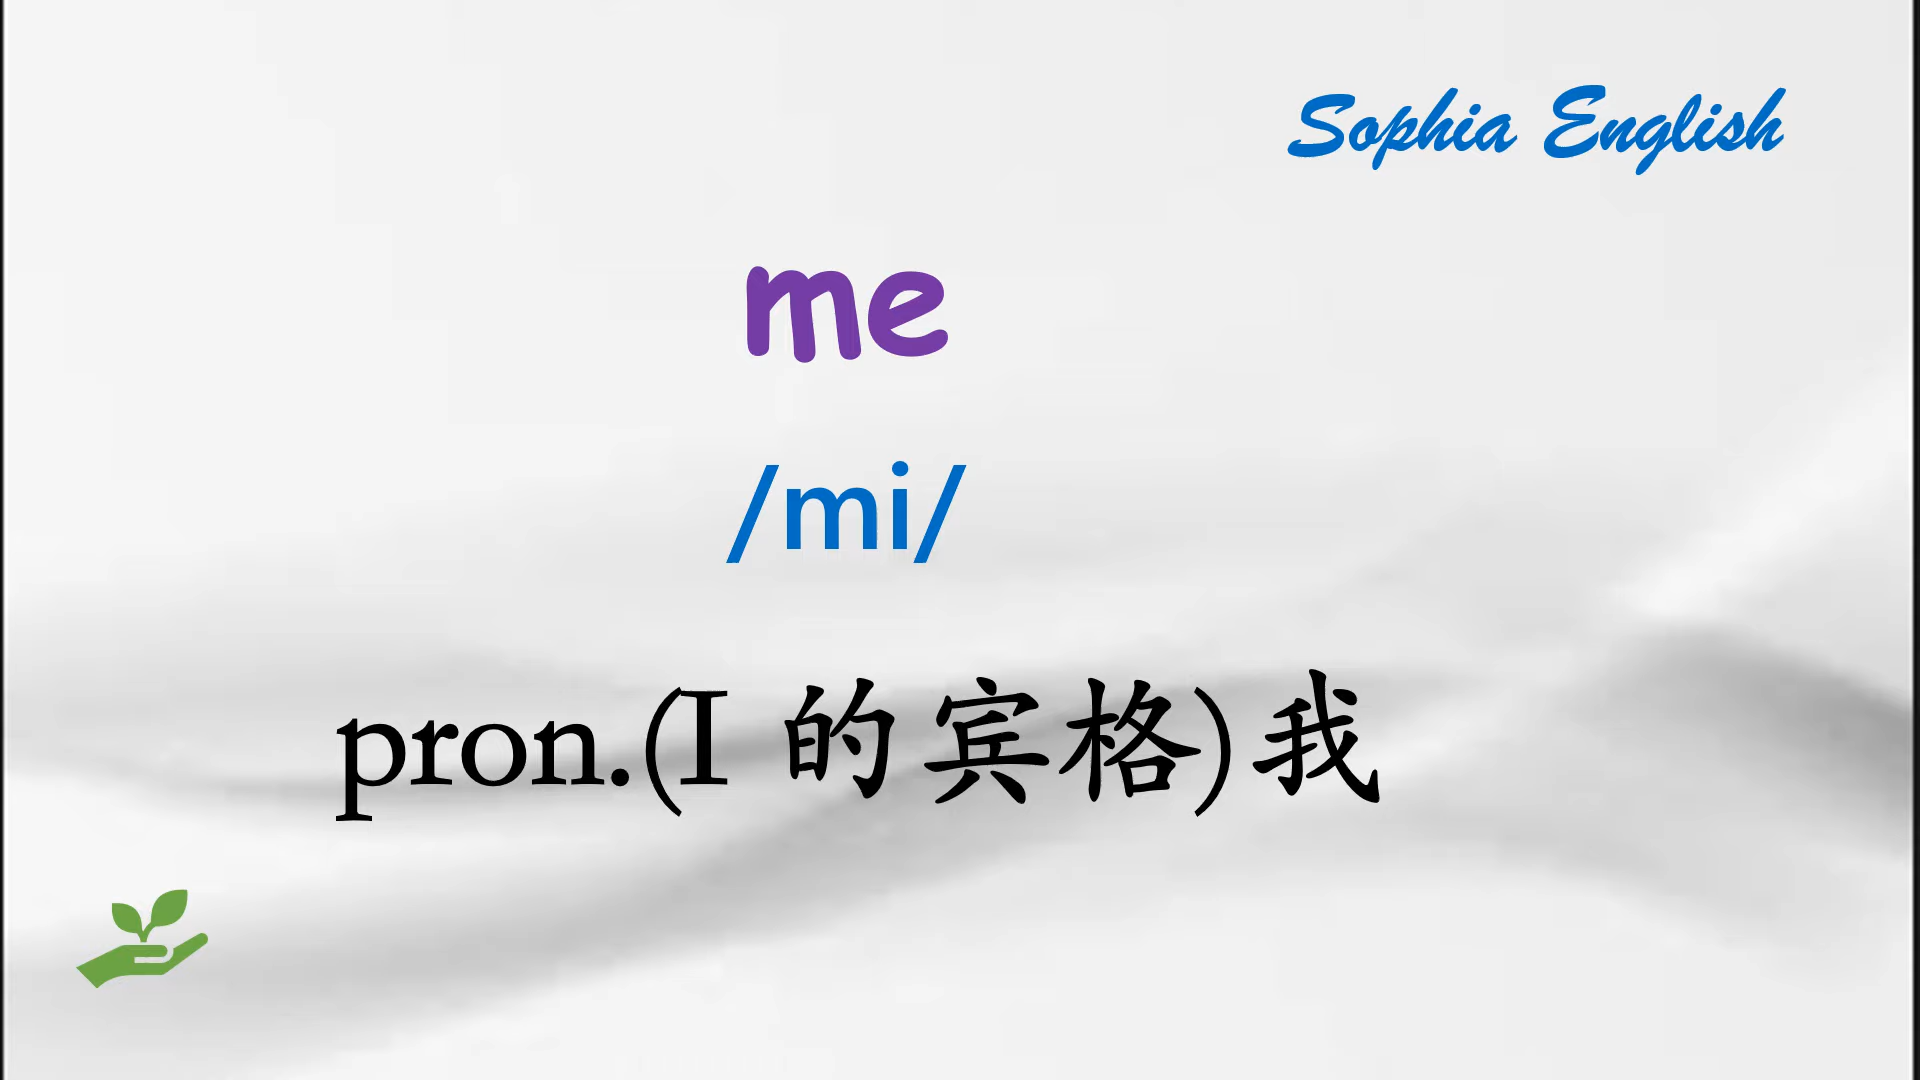 Sophia English
me
/mi/
pron.(I 的宾格)我